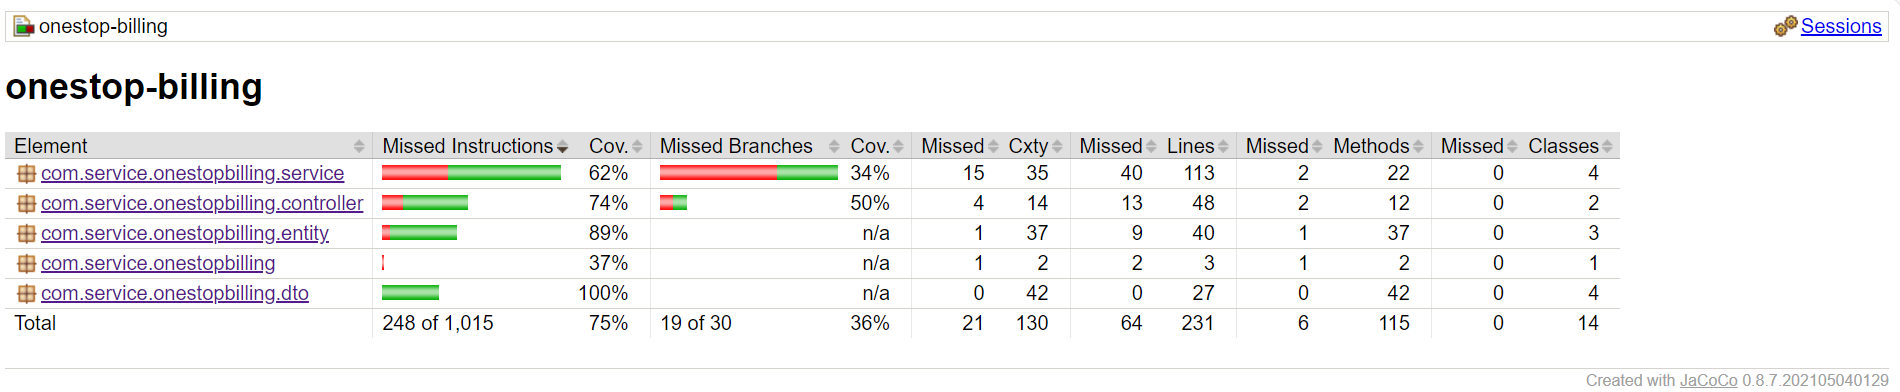 onestop-billing Sessions
onestop-billing
Element Missed Instructions Cov. Missed Branches Cov. Missed Cxty Missed Lines Missed Methods Missed Classes
com.service.onestopbilling.service 62% 34% 15 35 40 113 2 22 0 4
com.service.onestopbilling.controller 74% 50% 4 14 13 48 2 12 0 2
com.service.onestopbilling.entity 89% n/a 1 37 9 40 1 37 0 3
com.service.onestopbilling 37% n/a 1 2 2 3 1 2 0 1
com.service.onestopbilling.dto 100% n/a 0 42 0 27 0 42 0 4
Total 248 of 1,015 75% 19 of 30 36% 21 130 64 231 6 115 0 14
Created with JaCoCo 0.8.7.202105040129